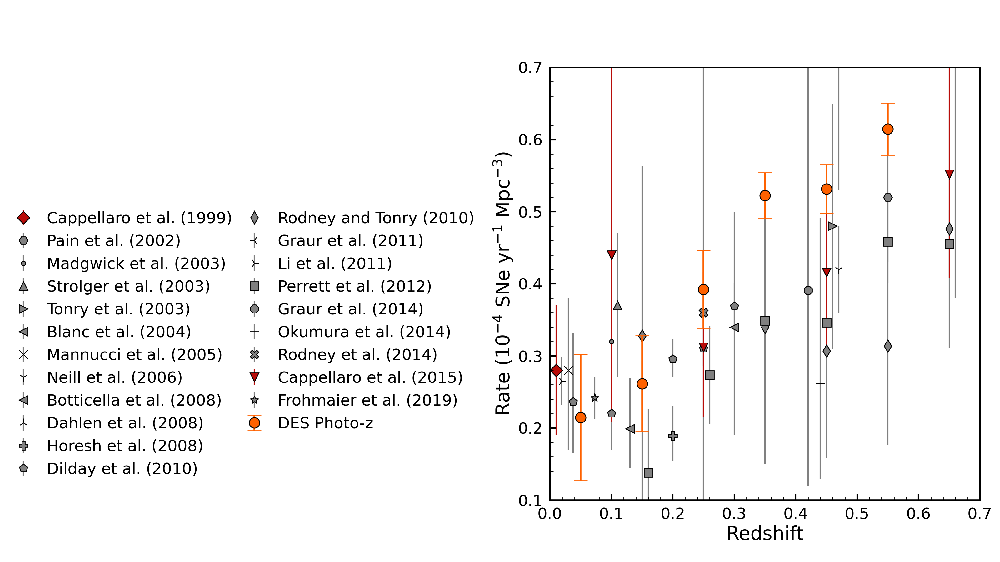 Cappellaro et al. (1999)
Pain et al. (2002)
Madgwick et al. (2003)
Strolger et al. (2003)
Tonry et al. (2003)
Blanc et al. (2004)
Mannucci et al. (2005)
Neill et al. (2006)
Botticella et al. (2008)
Dahlen et al. (2008)
Horesh et al. (2008)
Dilday et al. (2010)
Rodney and Tonry (2010)
Graur et al. (2011)
Li et al. (2011)
Perrett et al. (2012)
Graur et al. (2014)
Okumura et al. (2014)
Rodney et al. (2014)
Cappellaro et al. (2015)
Frohmaier et al. (2019)
DES Photo-z
Rate (10⁻⁴ SNe yr⁻¹ Mpc⁻³)
0.7
0.6
0.5
0.4
0.3
0.2
0.1
0.0 0.1 0.2 0.3 0.4 0.5 0.6 0.7
Redshift